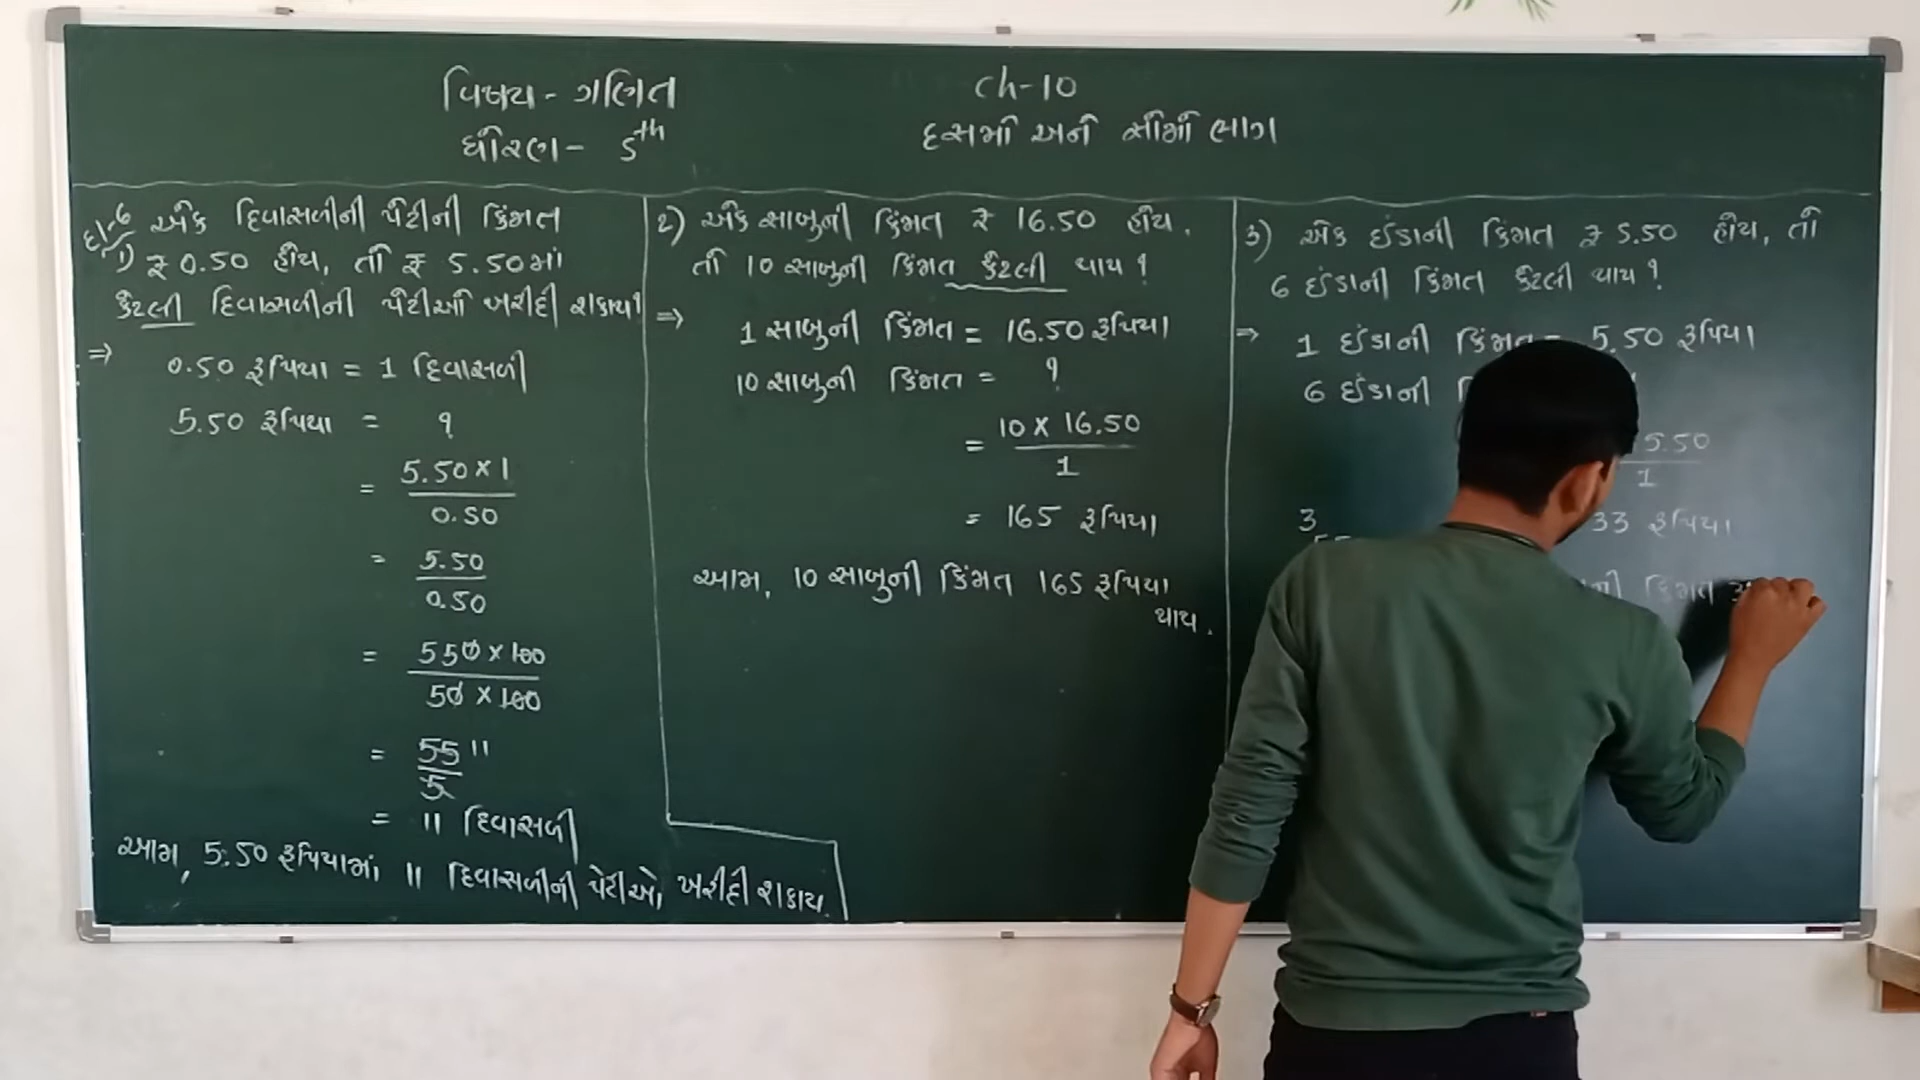 વિષય - ગણિત
ધોરણ - 5th
Ch-10
દસમાં અને સોમાં ભાગ
દા-6
1) એક દિવાસળીની પેટીની કિંમત
₹ 0.50 હોય, તો ₹ 5.50માં
કેટલી દિવાસળીની પેટીઓ ખરીદી શકાય?
⇒ 0.50 રૂપિયા = 1 દિવાસળી
5.50 રૂપિયા = ?
= 5.50 × 1
0.50
= 5.50
0.50
= 550 × 100
50 × 100
= 55 11
5
= 11 દિવાસળી
આમ, 5.50 રૂપિયામાં 11 દિવાસળીની પેટીઓ ખરીદી શકાય.
2) એક સાબુની કિંમત ₹ 16.50 હોય.
તો 10 સાબુની કિંમત કેટલી થાય?
⇒ 1 સાબુની કિંમત = 16.50 રૂપિયા
10 સાબુની કિંમત = ?
= 10 × 16.50
1
= 165 રૂપિયા
આમ, 10 સાબુની કિંમત 165 રૂપિયા
થાય.
3) એક ઈંડાની કિંમત ₹ 5.50 હોય, તો
6 ઈંડાની કિંમત કેટલી થાય?
⇒ 1 ઈંડાની કિંમત = 5.50 રૂપિયા
6 ઈંડાની
5.50
1
3
33 રૂપિયા
કિંમત